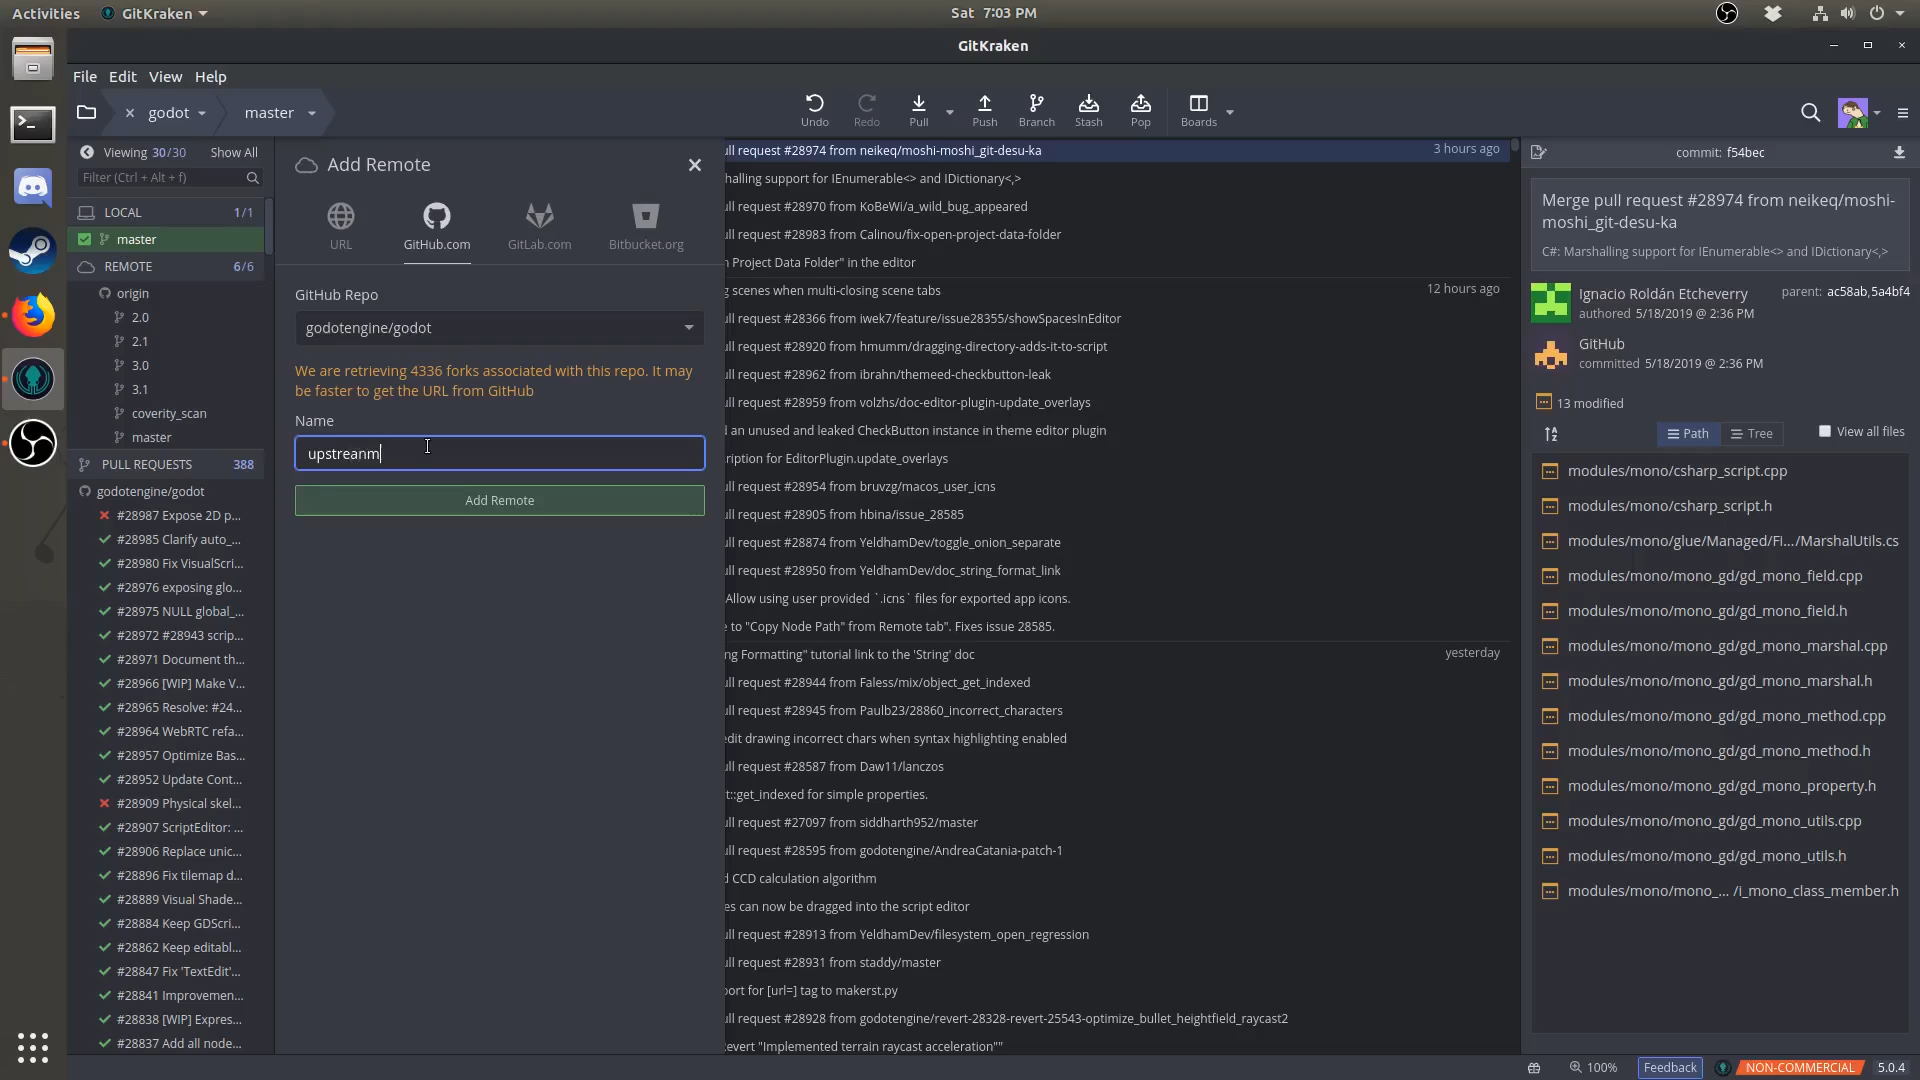 Activities
GitKraken
Sat 7:03 PM
GitKraken
File Edit View Help
godot
master
Undo
Redo
Pull
Push
Branch
Stash
Pop
Boards
Viewing 30/30
Show All
Filter (Ctrl + Alt + f)
LOCAL 1/1
master
REMOTE 6/6
origin
2.0
2.1
3.0
3.1
coverity_scan
master
PULL REQUESTS 388
godotengine/godot
#28987 Expose 2D p...
#28985 Clarify auto_...
#28980 Fix VisualScri...
#28976 exposing glo...
#28975 NULL global_...
#28972 #28943 scrip...
#28971 Document th...
#28966 [WIP] Make V...
#28965 Resolve: #24...
#28964 WebRTC refa...
#28957 Optimize Bas...
#28952 Update Cont...
#28909 Physical skel...
#28907 ScriptEditor: ...
#28906 Replace unic...
#28896 Fix tilemap d...
#28889 Visual Shade...
#28884 Keep GDScri...
#28862 Keep editabl...
#28847 Fix 'TextEdit'...
#28841 Improvemen...
#28838 [WIP] Expres...
#28837 Add all node...
Add Remote
URL
GitHub.com
GitLab.com
Bitbucket.org
GitHub Repo
godotengine/godot
We are retrieving 4336 forks associated with this repo. It may
be faster to get the URL from GitHub
Name
upstreanm
Add Remote
ull request #28974 from neikeq/moshi-moshi_git-desu-ka
3 hours ago
halling support for IEnumerable<> and IDictionary<,>
ull request #28970 from KoBeWi/a_wild_bug_appeared
ull request #28983 from Calinou/fix-open-project-data-folder
n Project Data Folder" in the editor
g scenes when multi-closing scene tabs
12 hours ago
ull request #28366 from iwek7/feature/issue28355/showSpacesInEditor
ull request #28920 from hmumm/dragging-directory-adds-it-to-script
ull request #28962 from ibrahn/themeed-checkbutton-leak
ull request #28959 from volzhs/doc-editor-plugin-update_overlays
d an unused and leaked CheckButton instance in theme editor plugin
ription for EditorPlugin.update_overlays
ull request #28954 from bruvzg/macos_user_icns
ull request #28905 from hbina/issue_28585
ull request #28874 from YeldhamDev/toggle_onion_separate
ull request #28950 from YeldhamDev/doc_string_format_link
Allow using user provided `.icns` files for exported app icons.
e to "Copy Node Path" from Remote tab". Fixes issue 28585.
ng Formatting" tutorial link to the 'String' doc
yesterday
ull request #28944 from Faless/mix/object_get_indexed
ull request #28945 from Paulb23/28860_incorrect_characters
edit drawing incorrect chars when syntax highlighting enabled
ull request #28587 from Daw11/lanczos
t::get_indexed for simple properties.
ull request #27097 from siddharth952/master
ull request #28595 from godotengine/AndreaCatania-patch-1
d CCD calculation algorithm
es can now be dragged into the script editor
ull request #28913 from YeldhamDev/filesystem_open_regression
ull request #28931 from staddy/master
port for [url=] tag to makerst.py
ull request #28928 from godotengine/revert-28328-revert-25543-optimize_bullet_heightfield_raycast2
evert "Implemented terrain raycast acceleration""
commit: f54bec
Merge pull request #28974 from neikeq/moshi-
moshi_git-desu-ka
C#: Marshalling support for IEnumerable<> and IDictionary<,>
Ignacio Roldán Etcheverry
parent: ac58ab,5a4bf4
authored 5/18/2019 @ 2:36 PM
GitHub
committed 5/18/2019 @ 2:36 PM
13 modified
Path
Tree
View all files
modules/mono/csharp_script.cpp
modules/mono/csharp_script.h
modules/mono/glue/Managed/Fi.../MarshalUtils.cs
modules/mono/mono_gd/gd_mono_field.cpp
modules/mono/mono_gd/gd_mono_field.h
modules/mono/mono_gd/gd_mono_marshal.cpp
modules/mono/mono_gd/gd_mono_marshal.h
modules/mono/mono_gd/gd_mono_method.cpp
modules/mono/mono_gd/gd_mono_method.h
modules/mono/mono_gd/gd_mono_property.h
modules/mono/mono_gd/gd_mono_utils.cpp
modules/mono/mono_gd/gd_mono_utils.h
modules/mono/mono_... /i_mono_class_member.h
100%
Feedback
NON-COMMERCIAL
5.0.4